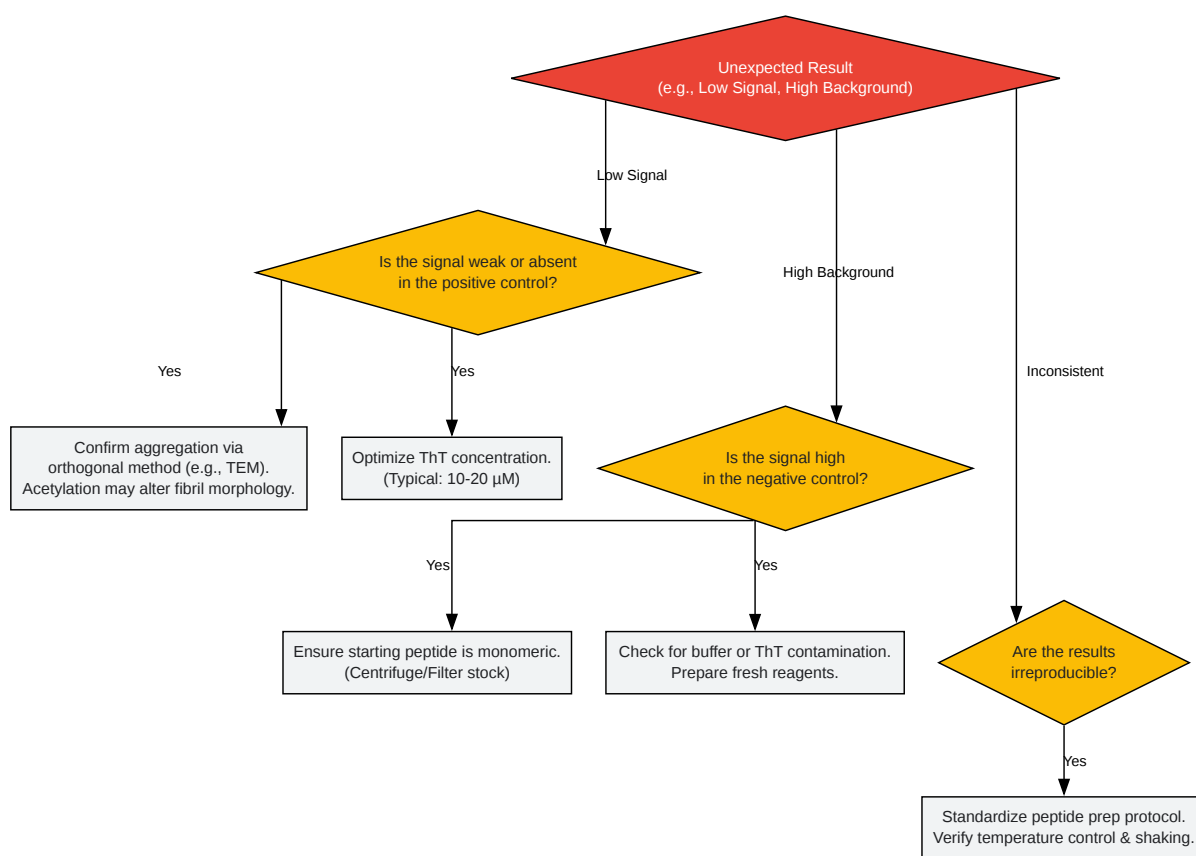 Unexpected Result
(e.g., Low Signal, High Background)
Low Signal
Is the signal weak or absent
in the positive control?
High Background
Yes
Yes
Inconsistent
Confirm aggregation via
orthogonal method (e.g., TEM).
Acetylation may alter fibril morphology.
Optimize ThT concentration.
(Typical: 10-20 µM)
Is the signal high
in the negative control?
Yes
Yes
Ensure starting peptide is monomeric.
(Centrifuge/Filter stock)
Check for buffer or ThT contamination.
Prepare fresh reagents.
Are the results
irreproducible?
Yes
Standardize peptide prep protocol.
Verify temperature control & shaking.